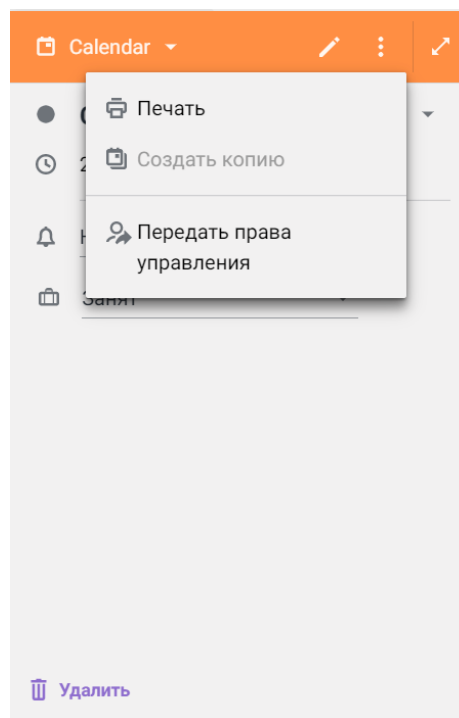 Calendar
Печать
Создать копию
Передать права
управления
Занят
Удалить